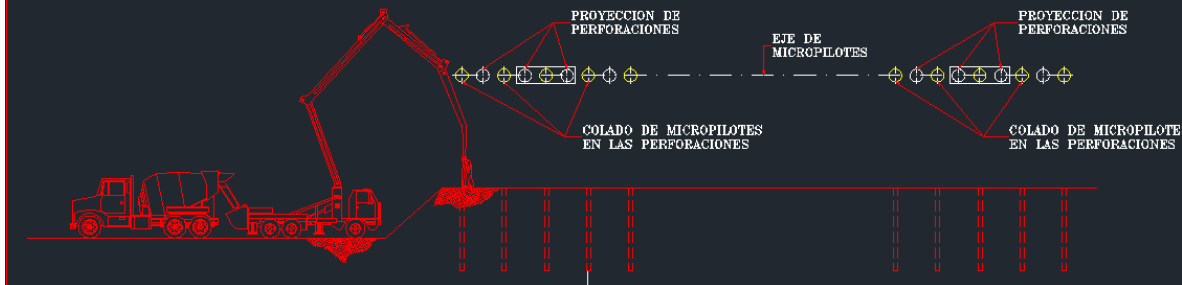 PROYECCION DE
PERFORACIONES
EJE DE
MICROPILOTES
PROYECCION DE
PERFORACIONES
COLADO DE MICROPILOTES
EN LAS PERFORACIONES
COLADO DE MICROPILOTE
EN LAS PERFORACIONES